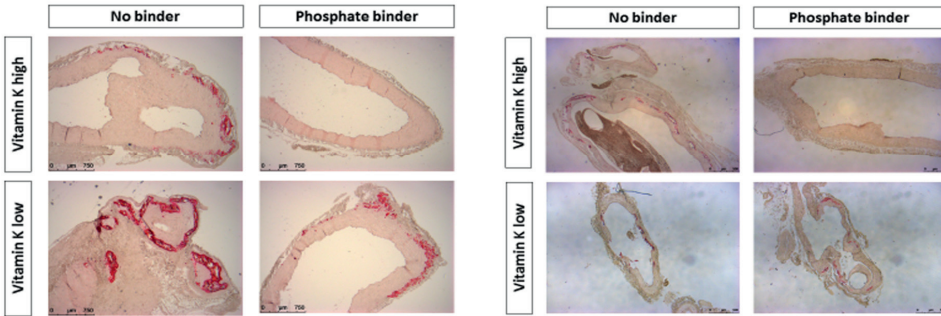 No binder
Phosphate binder
No binder
Phosphate binder
Vitamin K high
0 µm 750
0 µm 750
Vitamin K high
Vitamin K low
0 µm 750
0 µm 750
Vitamin K low